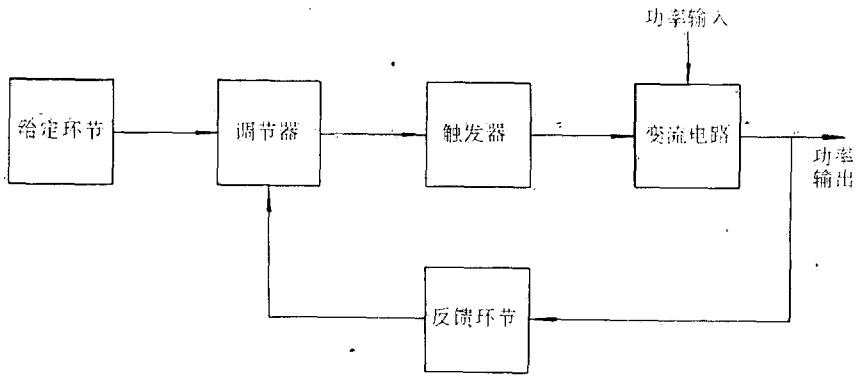 功率输入
给定环节
调节器
触发器
变流电路
功率
输出
反馈环节